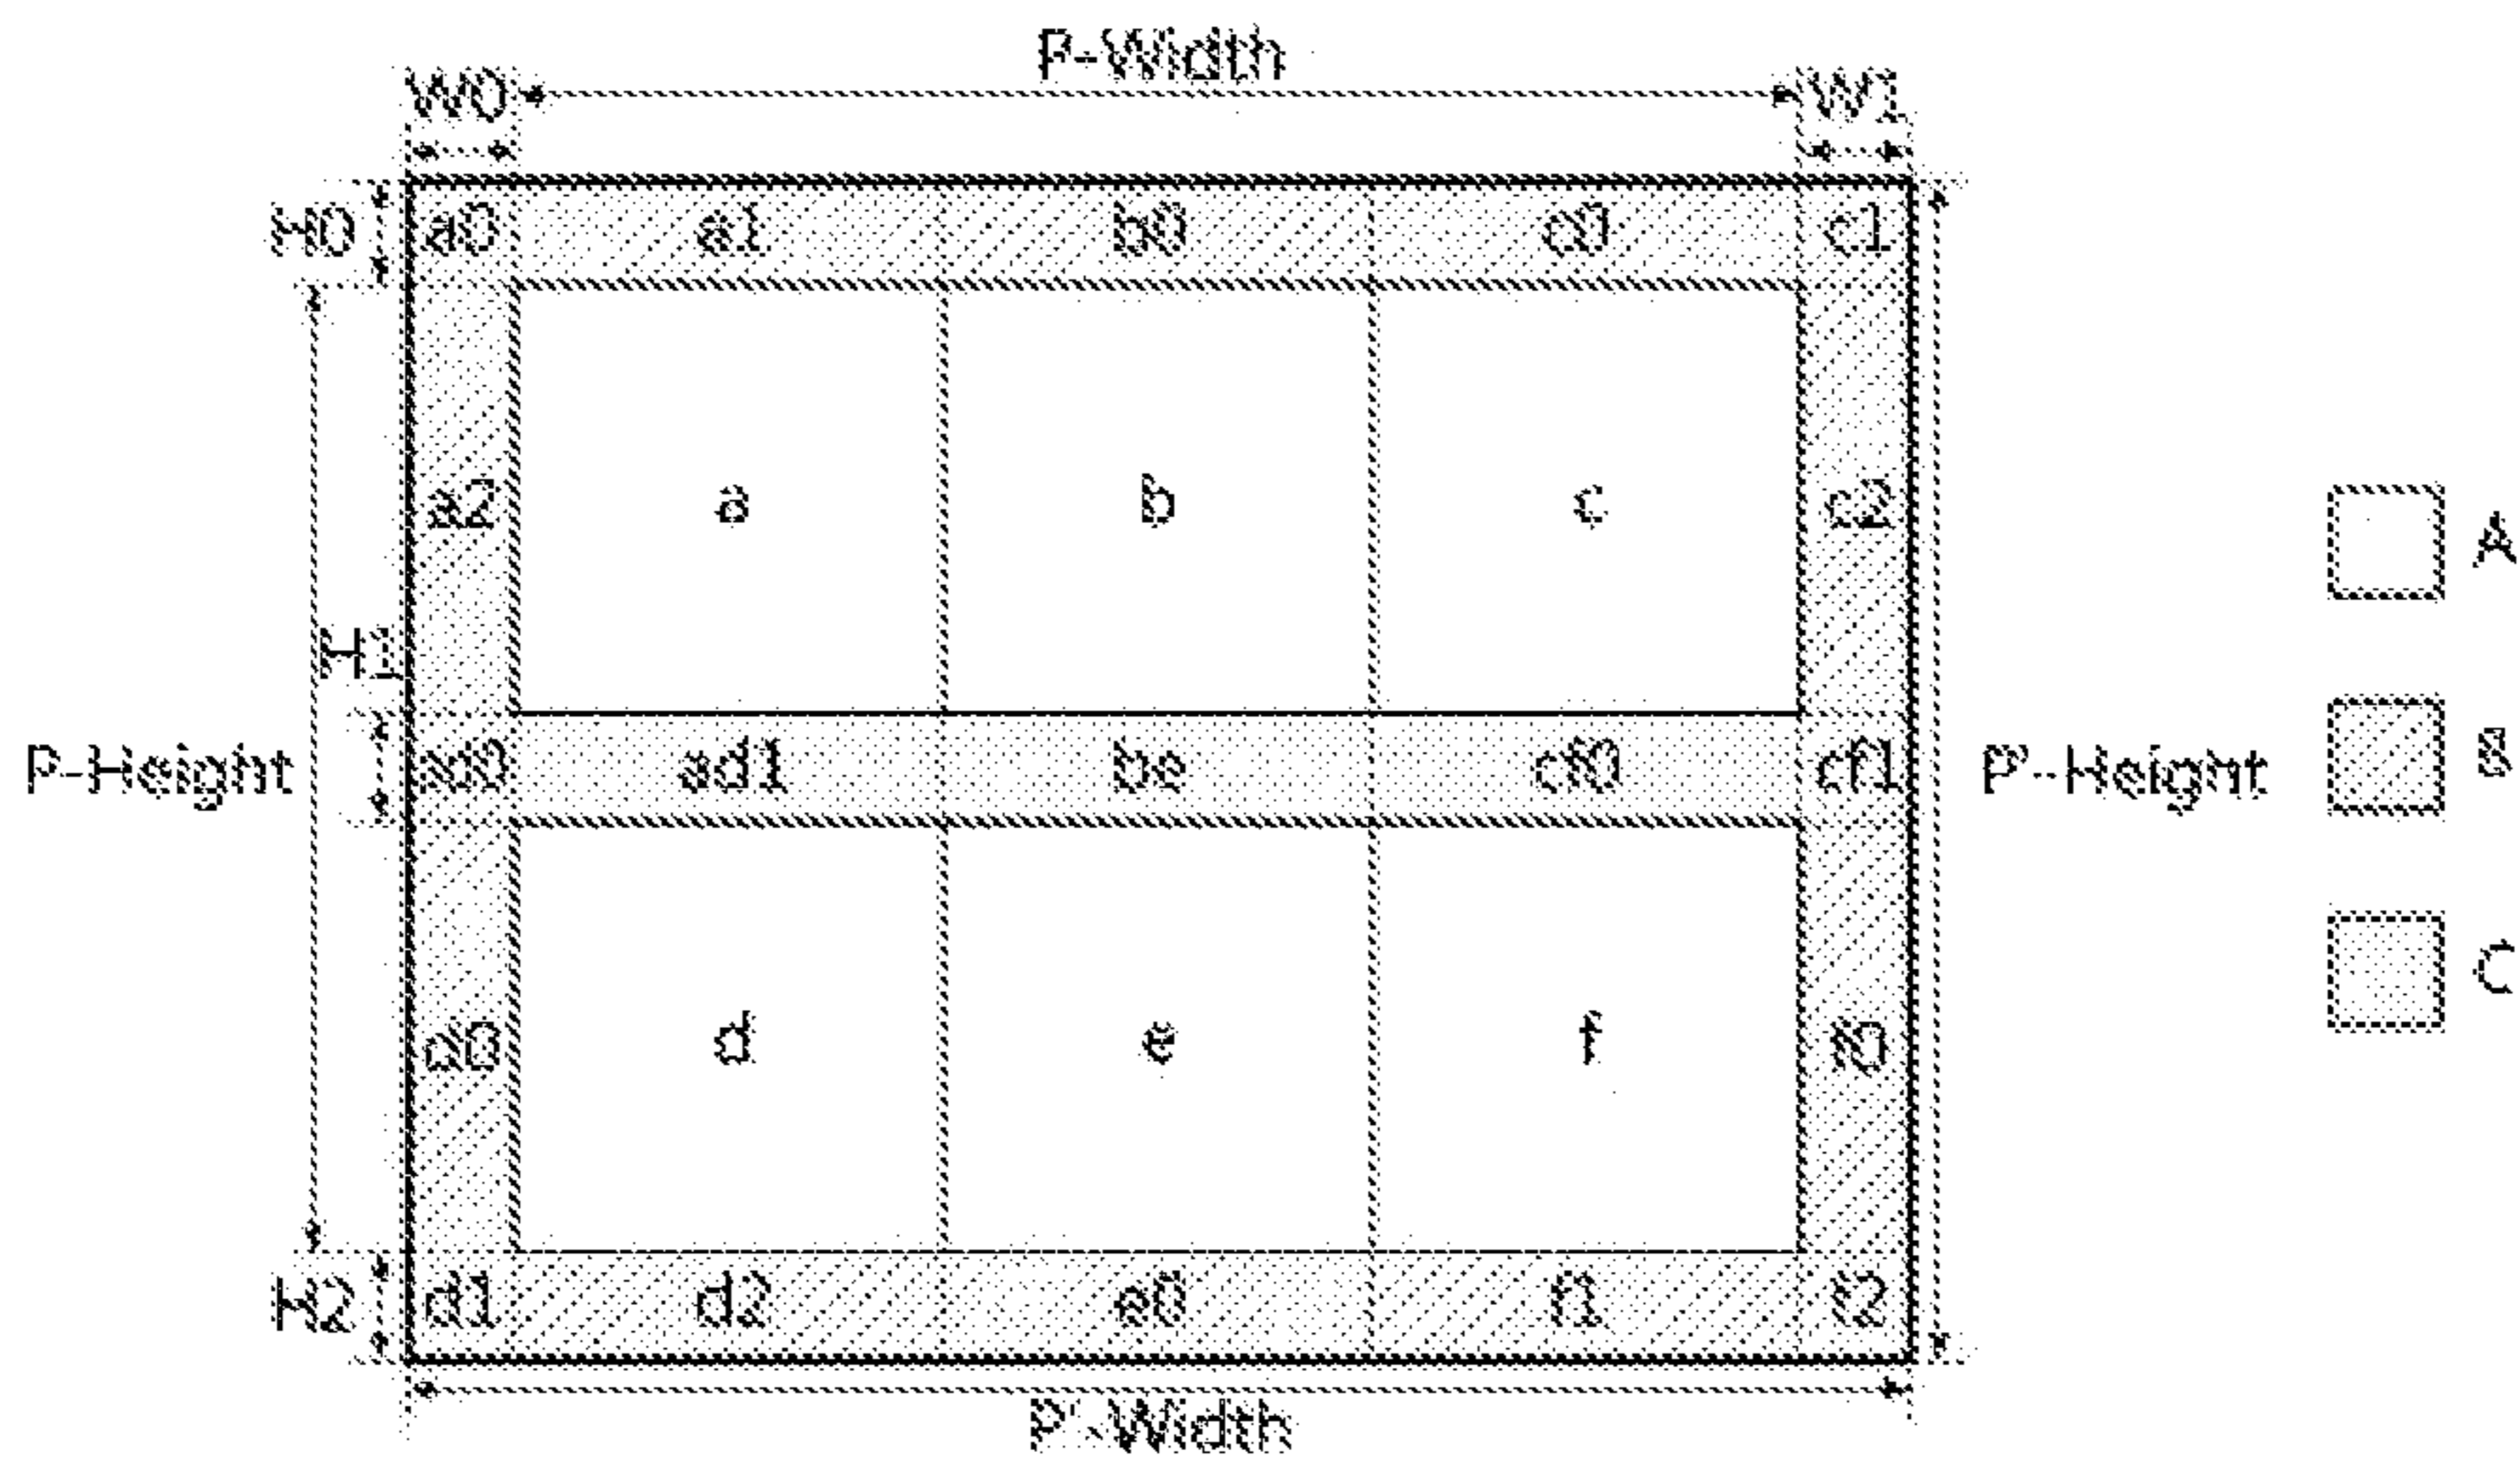 P-Width
W0 W1
H0 a0 a1 b0 c0 c1
a2 a b c c2
H1
P-Height ad0 ad1 be cf0 cf1 P'-Height
d0 d e f f0
H2 d1 d2 e0 f1 f2
P'-Width
A
B
C